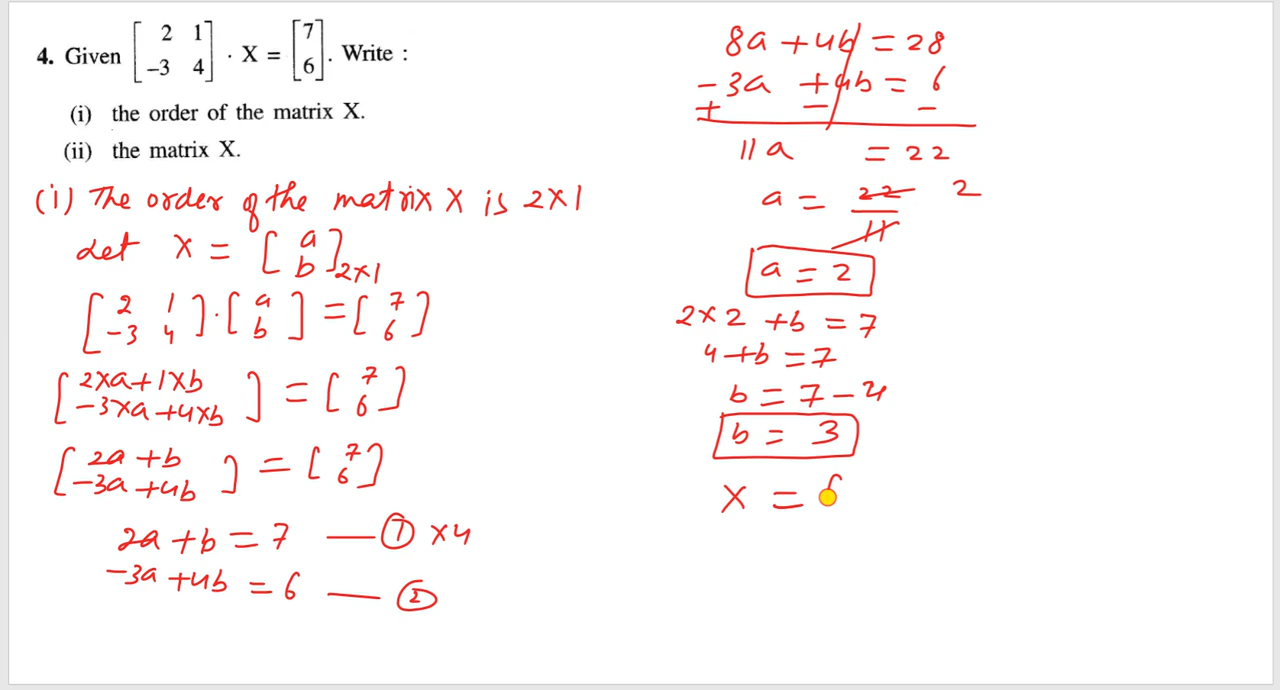 4. Given [2 1 -3 4] · X = [7 6]. Write :
(i) the order of the matrix X.
(ii) the matrix X.
(i) The order of the matrix X is 2×1
Let X = [a b]2×1
[2 1 -3 4]·[a b] = [7 6]
[2×a+1×b -3×a+4×b] = [7 6]
[2a+b -3a+4b] = [7 6]
2a+b = 7 — ① ×4
-3a+4b = 6 — ②
8a+4b = 28
-3a+4b = 6
+ - -
11a = 22
a = 22/11 2
a = 2
2×2+b = 7
4+b = 7
b = 7-4
b = 3
X = [